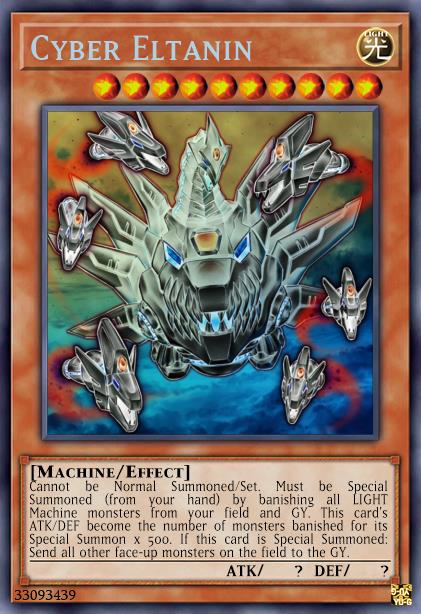 CYBER ELTANIN
LIGHT
光
[MACHINE/EFFECT]
Cannot be Normal Summoned/Set. Must be Special
Summoned (from your hand) by banishing all LIGHT
Machine monsters from your field and GY. This card's
ATK/DEF become the number of monsters banished for its
Special Summon x 500. If this card is Special Summoned:
Send all other face-up monsters on the field to the GY.
ATK/ ? DEF/ ?
33093439